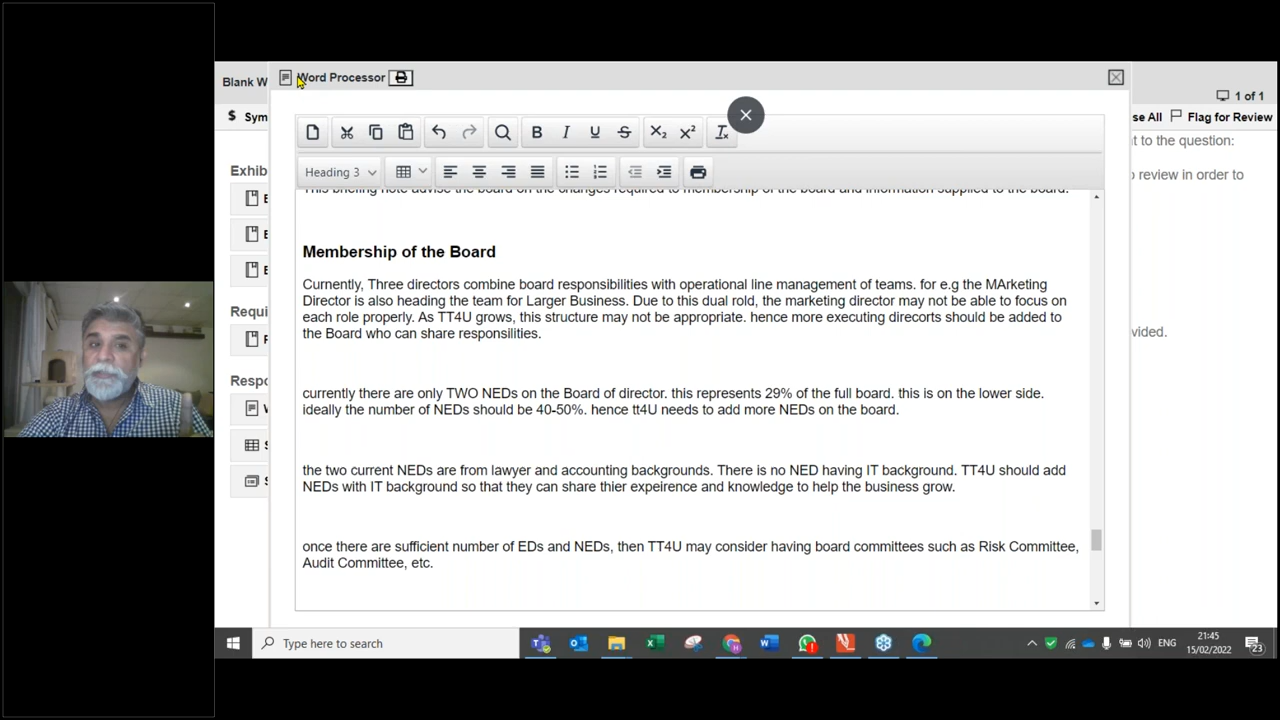 Blank W
Word Processor
1 of 1
$ Sym
se All
Flag for Review
B I U S X₂ X² Tx
Heading 3
t to the question:
o review in order to
Exhib
E
E
E
Requi
vided.
Respo
W
S
S
This briefing note advise the board on the changes required to membership of the board and information supplied to the board.
Membership of the Board
Currently, Three directors combine board responsibilities with operational line management of teams. for e.g the MArketing
Director is also heading the team for Larger Business. Due to this dual rold, the marketing director may not be able to focus on
each role properly. As TT4U grows, this structure may not be appropriate. hence more executing direcorts should be added to
the Board who can share responsilities.
currently there are only TWO NEDs on the Board of director. this represents 29% of the full board. this is on the lower side.
ideally the number of NEDs should be 40-50%. hence tt4U needs to add more NEDs on the board.
the two current NEDs are from lawyer and accounting backgrounds. There is no NED having IT background. TT4U should add
NEDs with IT background so that they can share thier expeirence and knowledge to help the business grow.
once there are sufficient number of EDs and NEDs, then TT4U may consider having board committees such as Risk Committee,
Audit Committee, etc.
Type here to search
ENG
21:45
15/02/2022
23